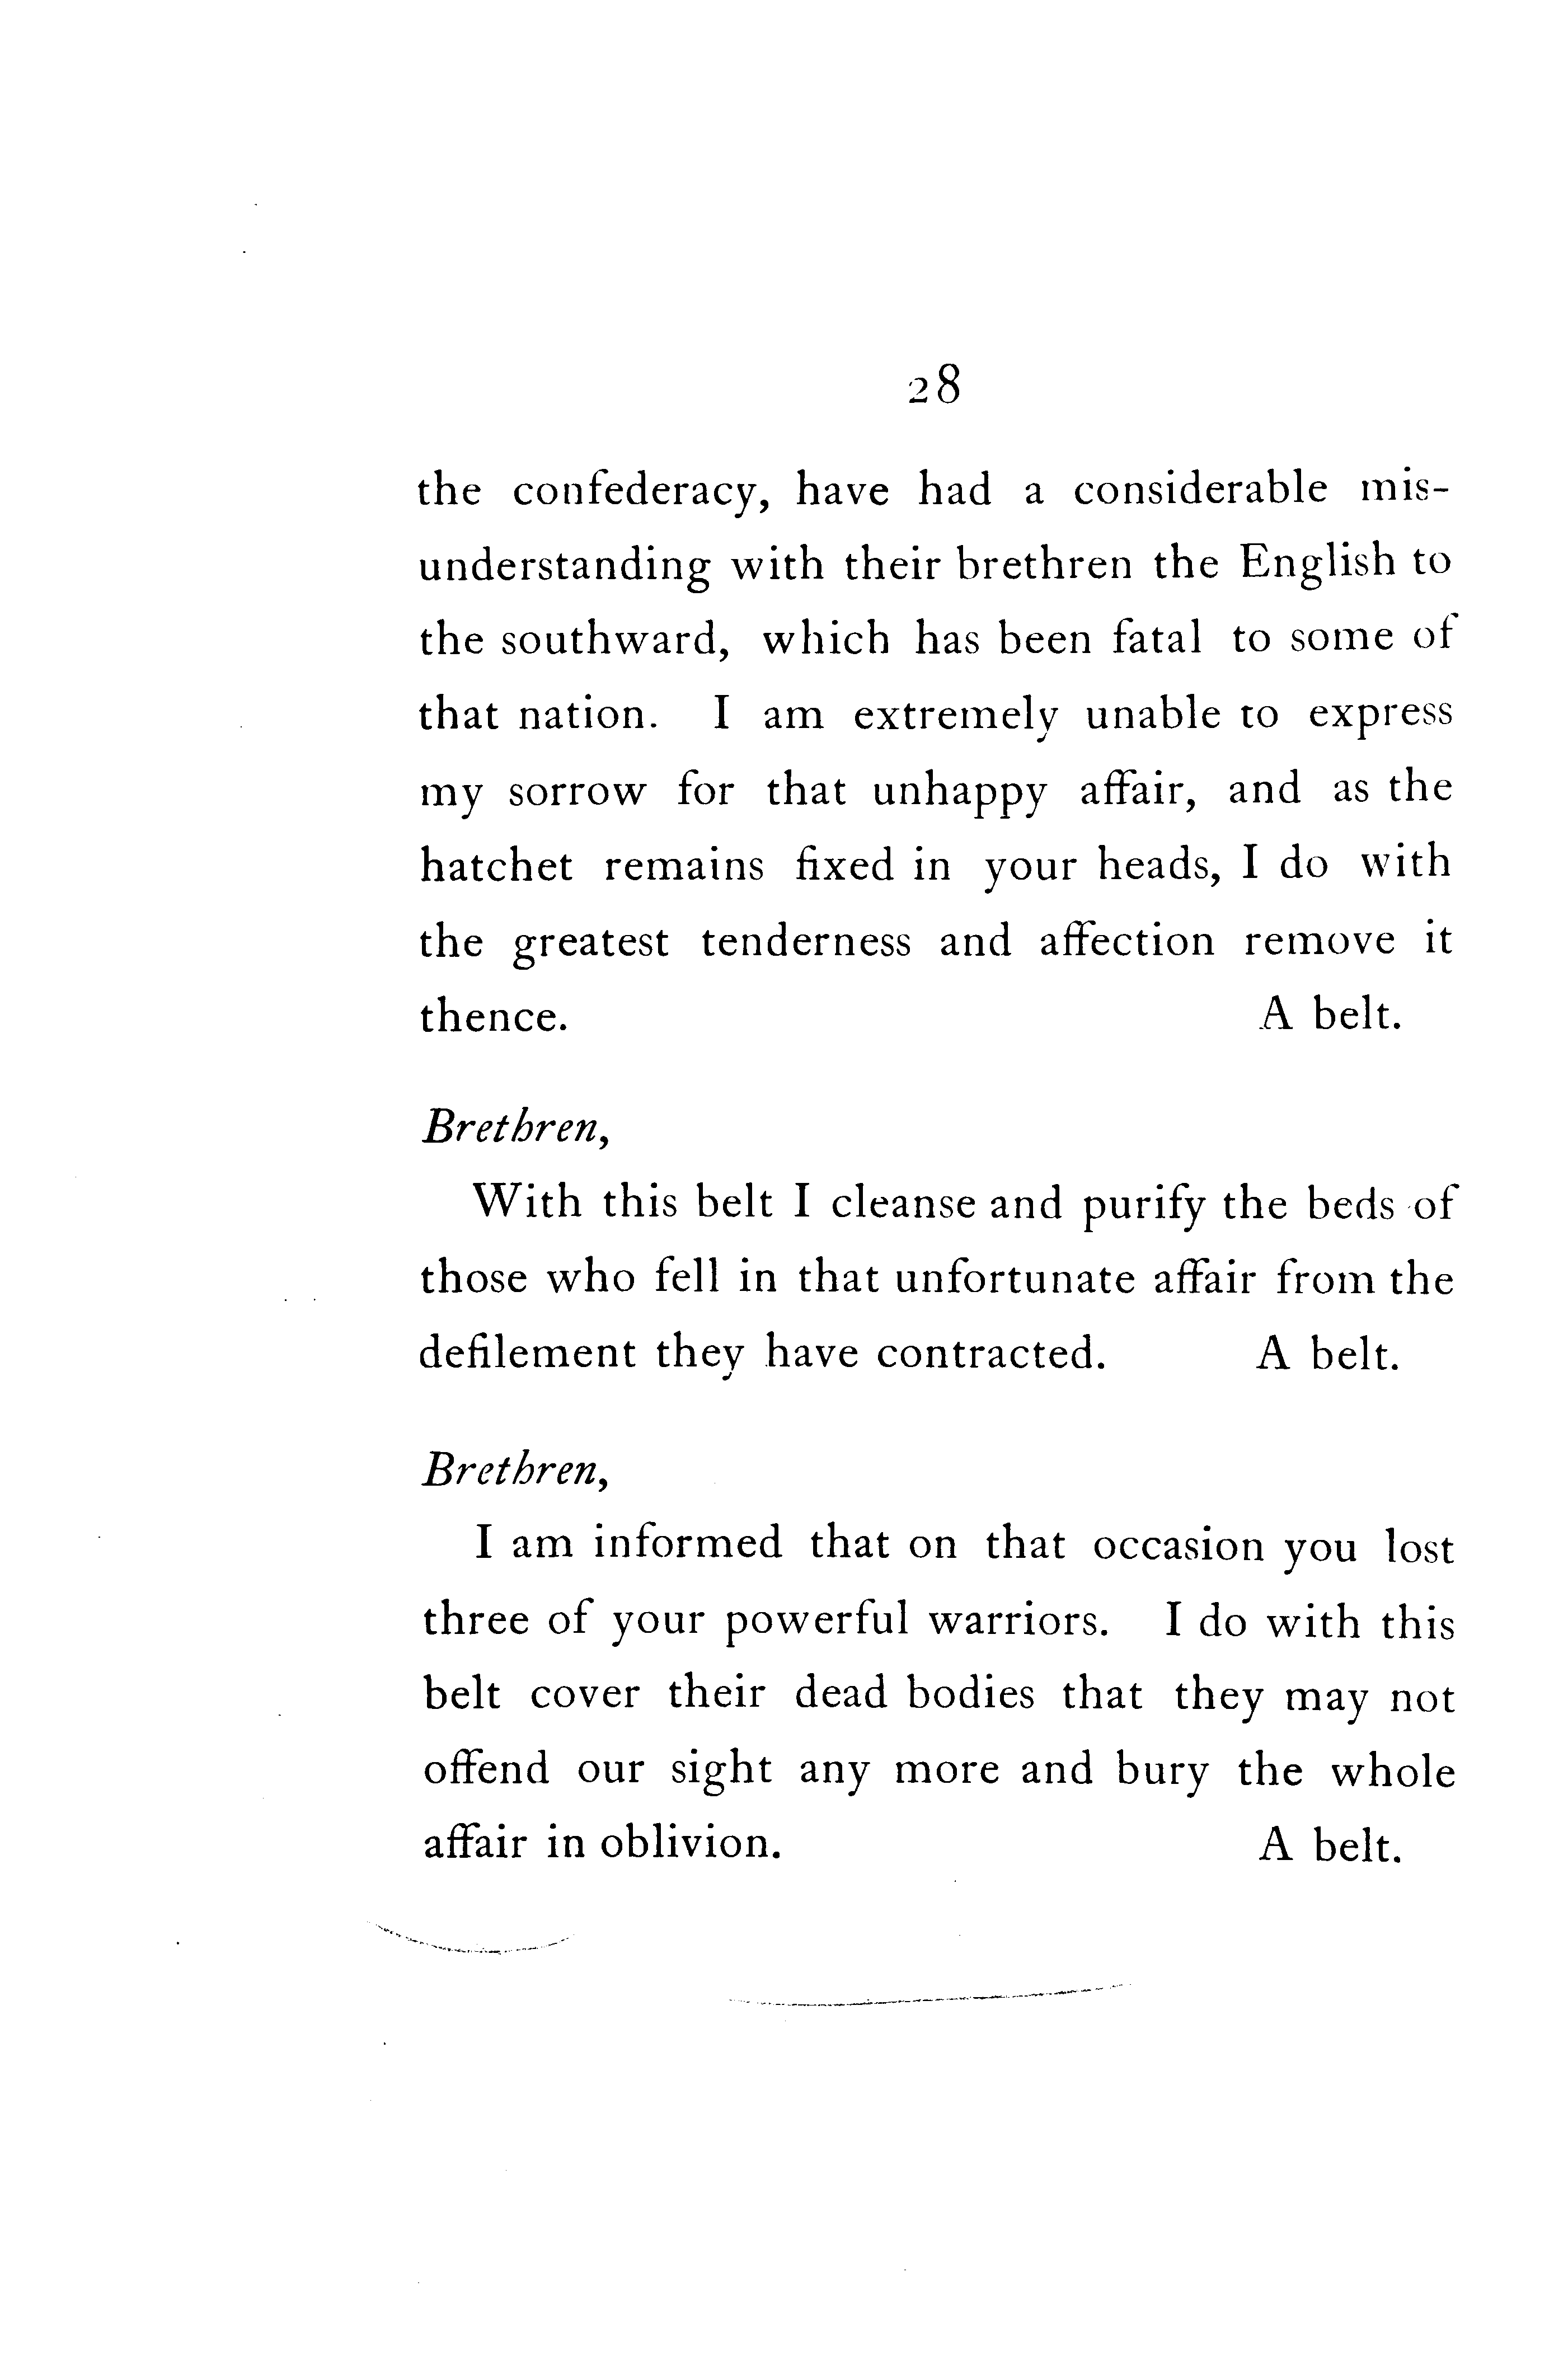 28
the confederacy, have had a considerable mis-
understanding with their brethren the English to
the southward, which has been fatal to some of
that nation. I am extremely unable to express
my sorrow for that unhappy affair, and as the
hatchet remains fixed in your heads, I do with
the greatest tenderness and affection remove it
thence. A belt.
Brethren,
With this belt I cleanse and purify the beds of
those who fell in that unfortunate affair from the
defilement they have contracted. A belt.
Brethren,
I am informed that on that occasion you lost
three of your powerful warriors. I do with this
belt cover their dead bodies that they may not
offend our sight any more and bury the whole
affair in oblivion. A belt.